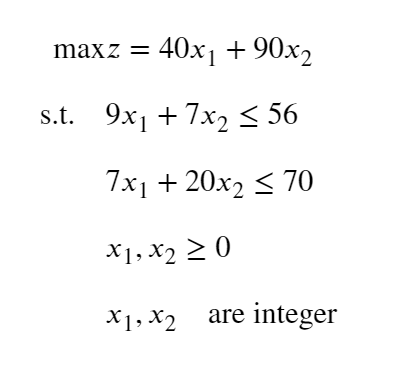 max z = 40x₁ + 90x₂
s.t. 9x₁ + 7x₂ ≤ 56
7x₁ + 20x₂ ≤ 70
x₁, x₂ ≥ 0
x₁, x₂ are integer